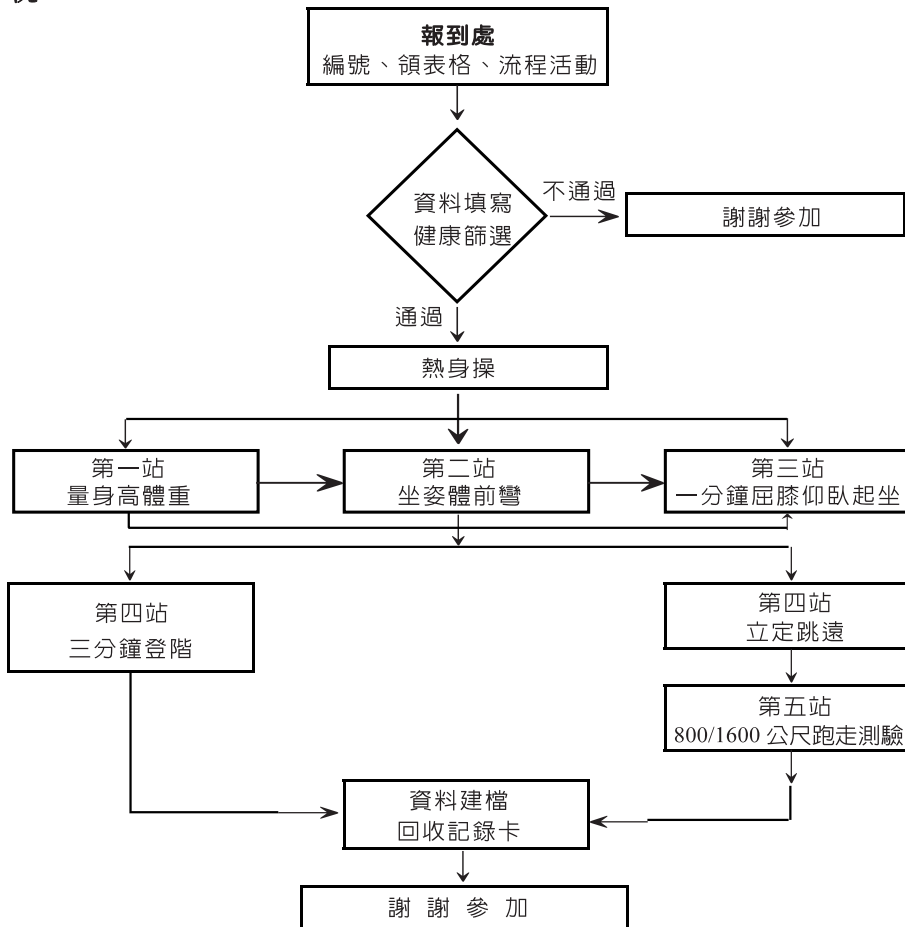 報到處
編號、領表格、流程活動
資料填寫
健康篩選
不通過
謝謝參加
通過
熱身操
第一站
量身高體重
第二站
坐姿體前彎
第三站
一分鐘屈膝仰臥起坐
第四站
三分鐘登階
第四站
立定跳遠
第五站
800/1600 公尺跑走測驗
資料建檔
回收記錄卡
謝 謝 參 加